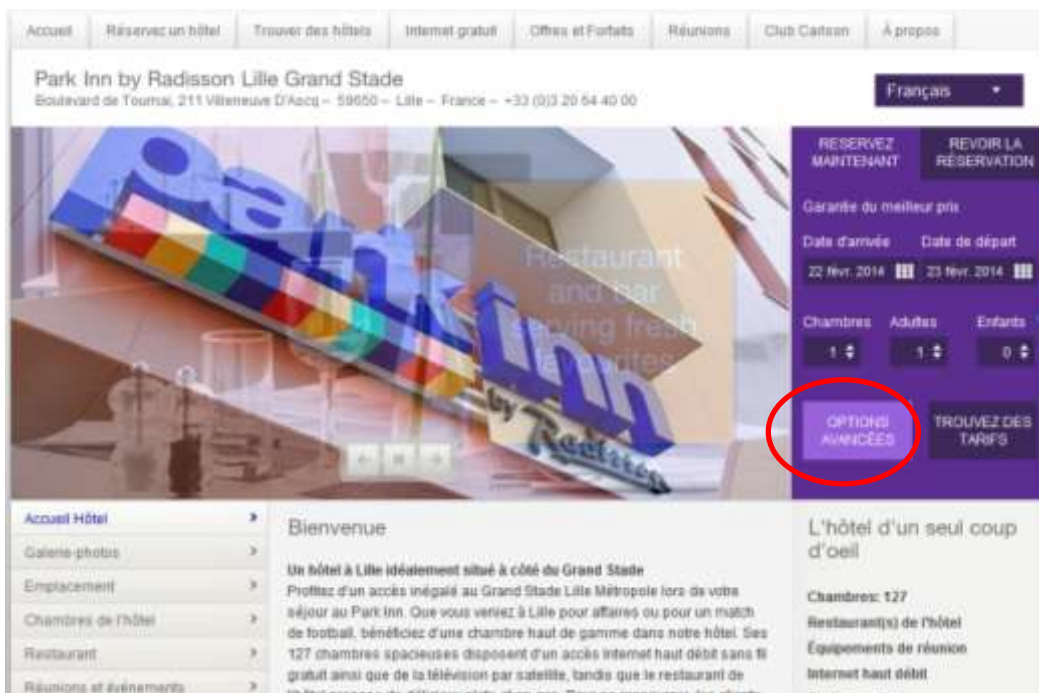 Accueil Réservez un hôtel Trouver des hôtels Internet gratuit Offres et Forfaits Réunions Club Carlson À propos
Park Inn by Radisson Lille Grand Stade
Boulevard de Tournai, 211 Villeneuve D'Ascq – 59650 – Lille – France – +33 (0)3 20 64 40 00
Français
RESERVEZ MAINTENANT
REVOIR LA RÉSERVATION
Garantie du meilleur prix
Date d'arrivée Date de départ
22 févr. 2014 23 févr. 2014
Chambres Adultes Enfants
1 1 0
OPTIONS AVANCÉES
TROUVEZ DES TARIFS
park inn
by Radisson
Restaurant
and bar
serving fresh
favourites
Accueil Hôtel
Galerie-photos
Emplacement
Chambres de l'hôtel
Restaurant
Réunions et événements
Bienvenue
Un hôtel à Lille idéalement situé à côté du Grand Stade
Profitez d'un accès inégalé au Grand Stade Lille Métropole lors de votre
séjour au Park Inn. Que vous veniez à Lille pour affaires ou pour un match
de football, bénéficiez d'une chambre haut de gamme dans notre hôtel. Ses
127 chambres spacieuses disposent d'un accès Internet haut débit sans fil
gratuit ainsi que de la télévision par satellite, tandis que le restaurant de
L'hôtel d'un seul coup
d'oeil
Chambres: 127
Restaurant(s) de l'hôtel
Équipements de réunion
Internet haut débit